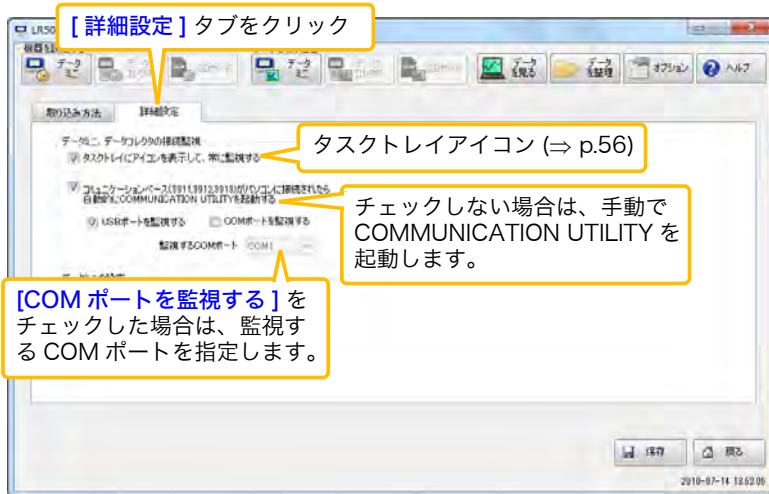 [ 詳細設定 ] タブをクリック
LR50
データ
ミニ
データ
ミニ
データを
見る
データ
を整理
オプション
ヘルプ
取り込み方法 詳細設定
データミニ、データコレクタの接続監視
タスクトレイにアイコンを表示して、常に監視する
タスクトレイアイコン (⇒ p.56)
コミュニケーションベース(3911,3912,3913)がパソコンに接続されたら
自動的にCOMMUNICATION UTILITYを起動する
チェックしない場合は、手動で
COMMUNICATION UTILITY を
起動します。
USBポートを監視する COMポートを監視する
監視するCOMポート COM1
[COM ポートを監視する ] を
チェックした場合は、監視す
る COM ポートを指定します。
保存 戻る
2010-07-14 13:52:05